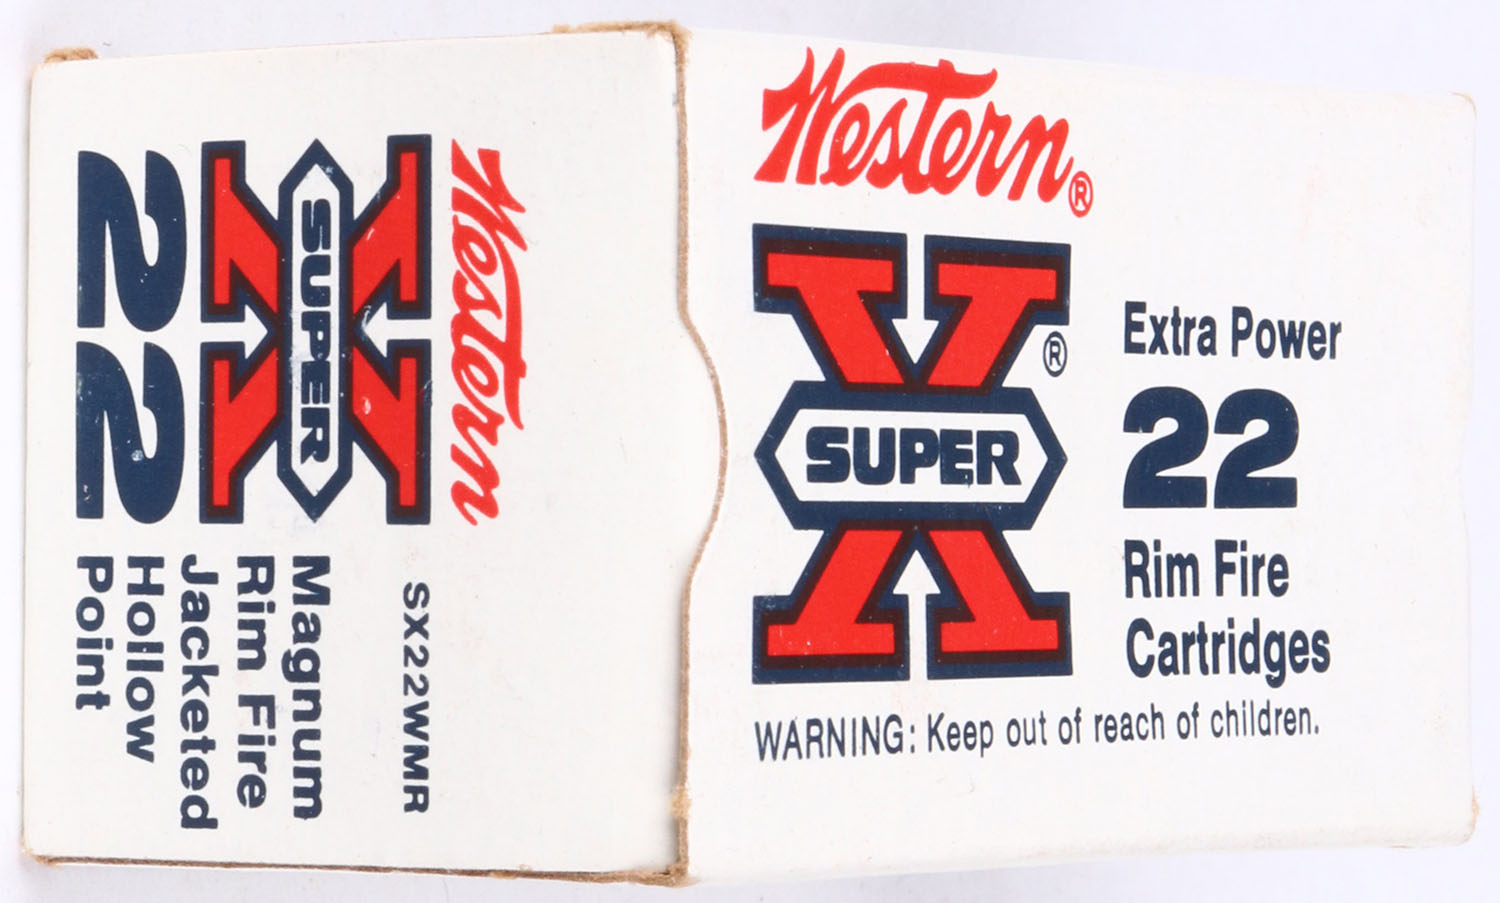 Western®
X®
SUPER
Extra Power
22
Rim Fire
Cartridges
WARNING: Keep out of reach of children.
Western
X
SUPER
22
SX22WMR
Magnum
Rim Fire
Jacketed
Hollow
Point